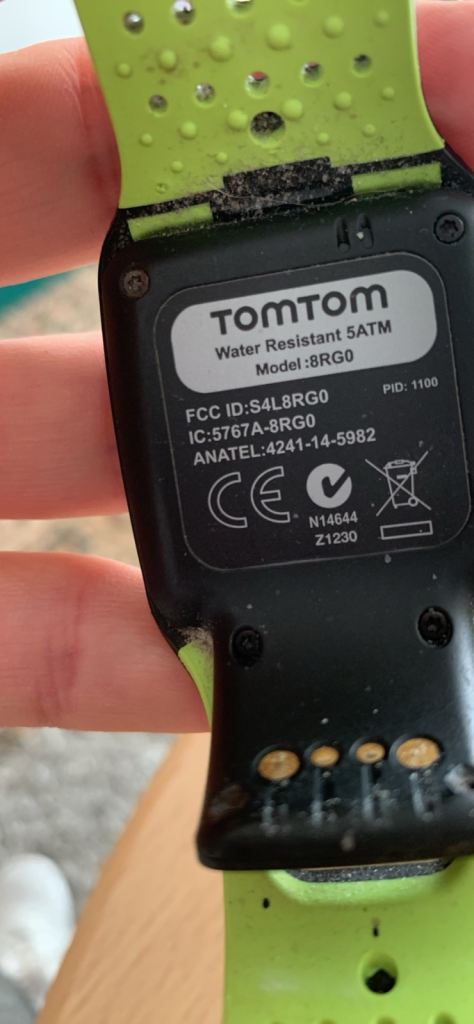 TOMTOM
Water Resistant 5ATM
Model :8RG0
PID: 1100
FCC ID:S4L8RG0
IC:5767A-8RG0
ANATEL:4241-14-5982
CE
N14644
Z1230